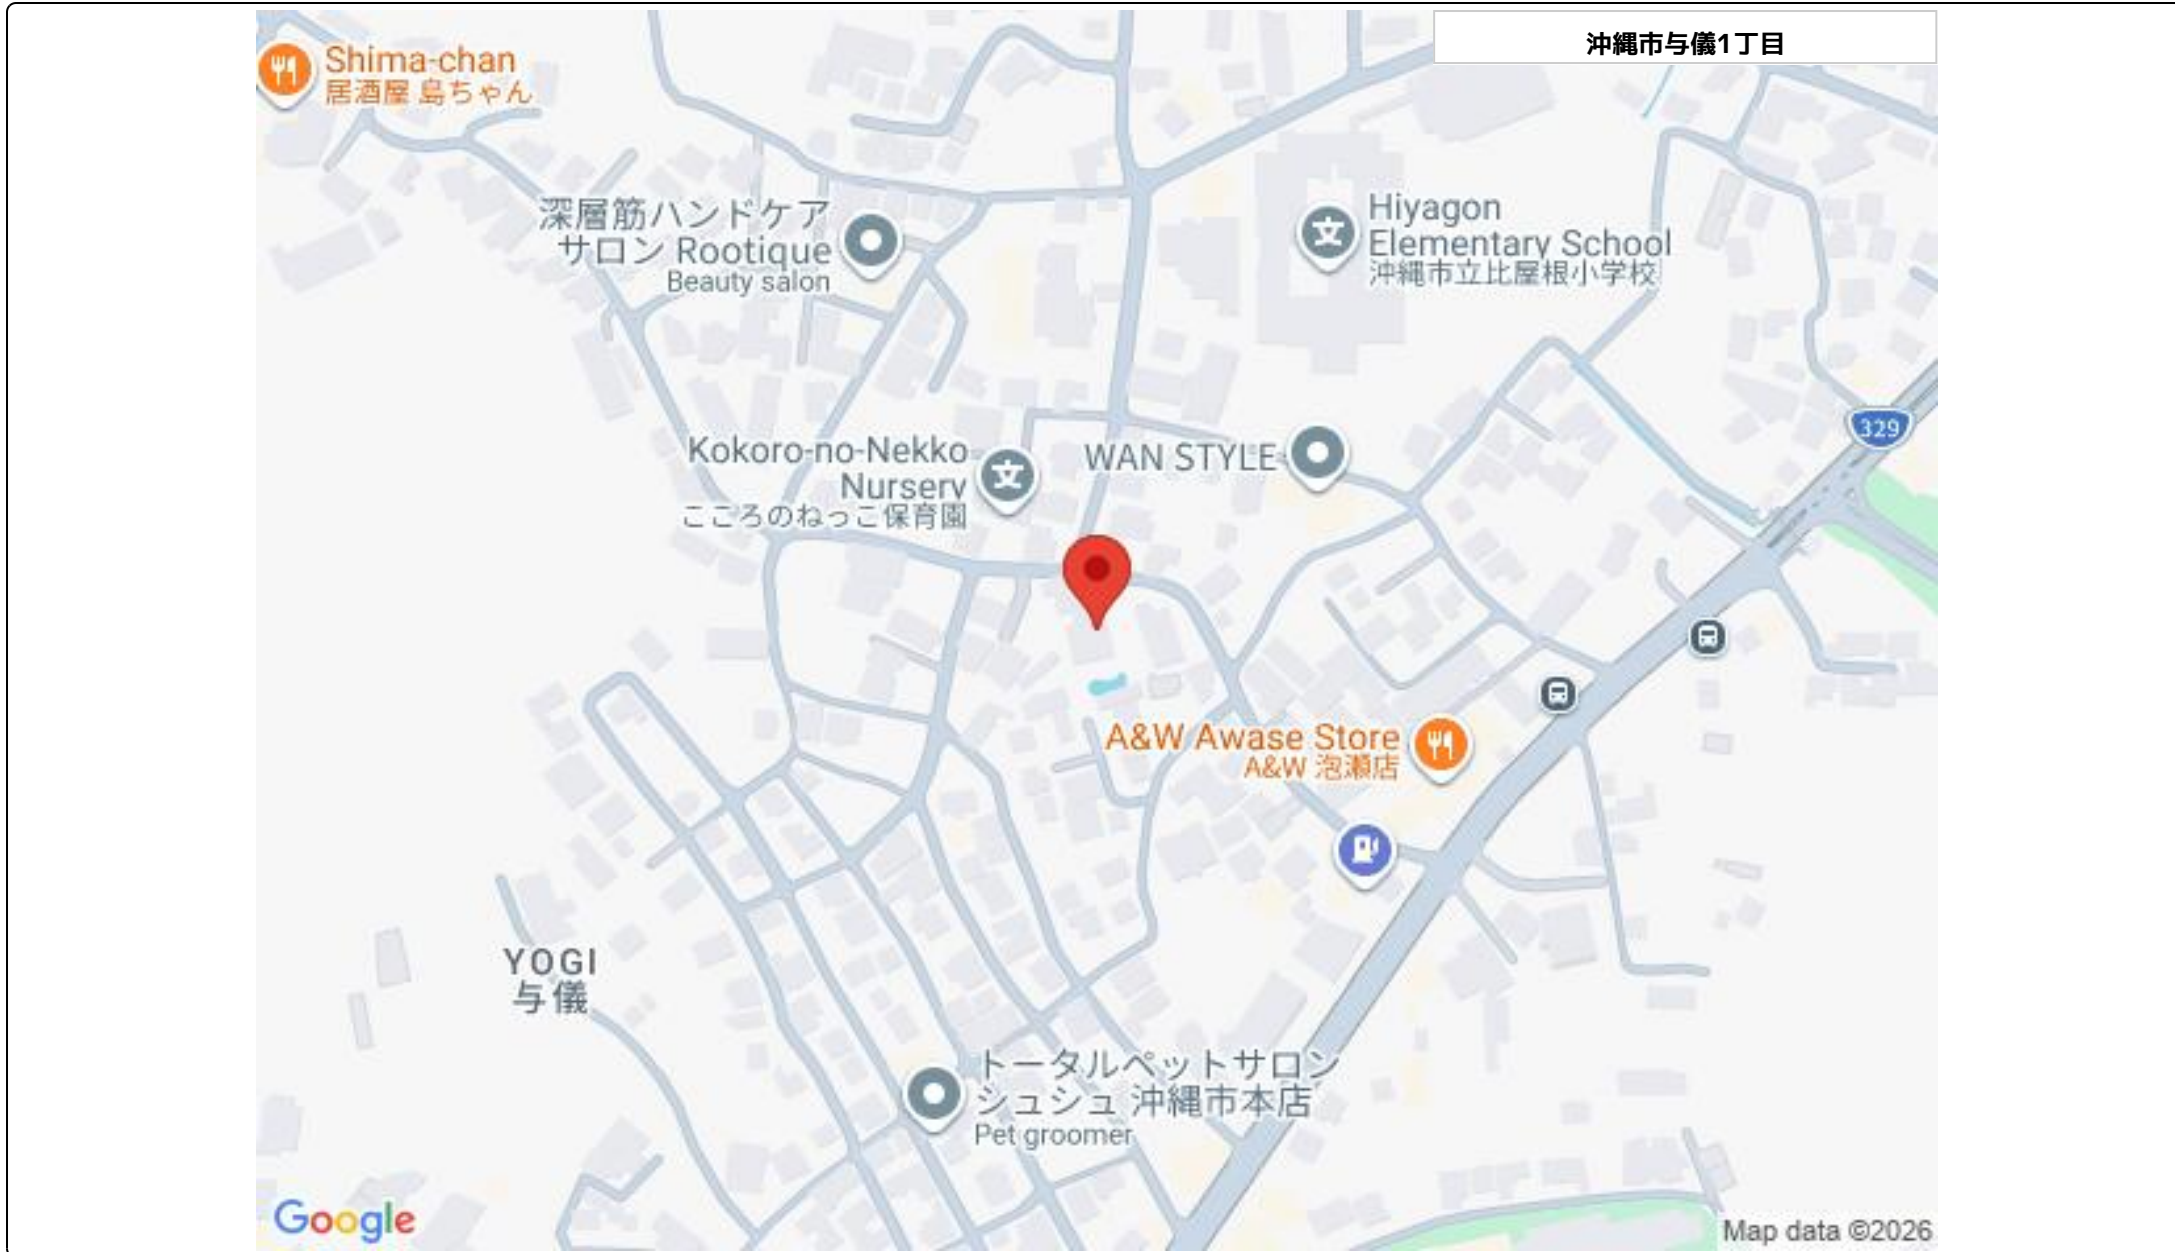 沖縄市与儀1丁目
Shima-chan
居酒屋 島ちゃん
深層筋ハンドケア
サロン Rootique
Beauty salon
Hiyagon
Elementary School
沖縄市立比屋根小学校
329
Kokoro-no-Nekko
Nursery
こころのねっこ保育園
WAN STYLE
A&W Awase Store
A&W 泡瀬店
YOGI
与儀
トータルペットサロン
シュシュ 沖縄市本店
Pet groomer
Google
Map data ©2026